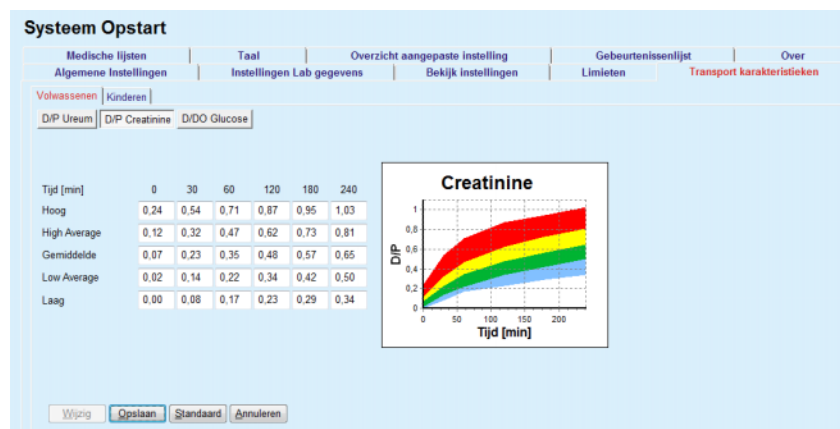 Systeem Opstart
Medische lijsten Taal Overzicht aangepaste instelling Gebeurtenissenlijst Over
Algemene Instellingen Instellingen Lab gegevens Bekijk instellingen Limieten Transport karakteristieken
Volwassenen Kinderen
D/P Ureum D/P Creatinine D/DO Glucose
Tijd [min] 0 30 60 120 180 240
Hoog 0,24 0,54 0,71 0,87 0,95 1,03
High Average 0,12 0,32 0,47 0,62 0,73 0,81
Gemiddelde 0,07 0,23 0,35 0,48 0,57 0,65
Low Average 0,02 0,14 0,22 0,34 0,42 0,50
Laag 0,00 0,08 0,17 0,23 0,29 0,34
Creatinine
D/P
1
0,8
0,6
0,4
0,2
0
0 50 100 150 200
Tijd [min]
Wijzig Opslaan Standaard Annuleren